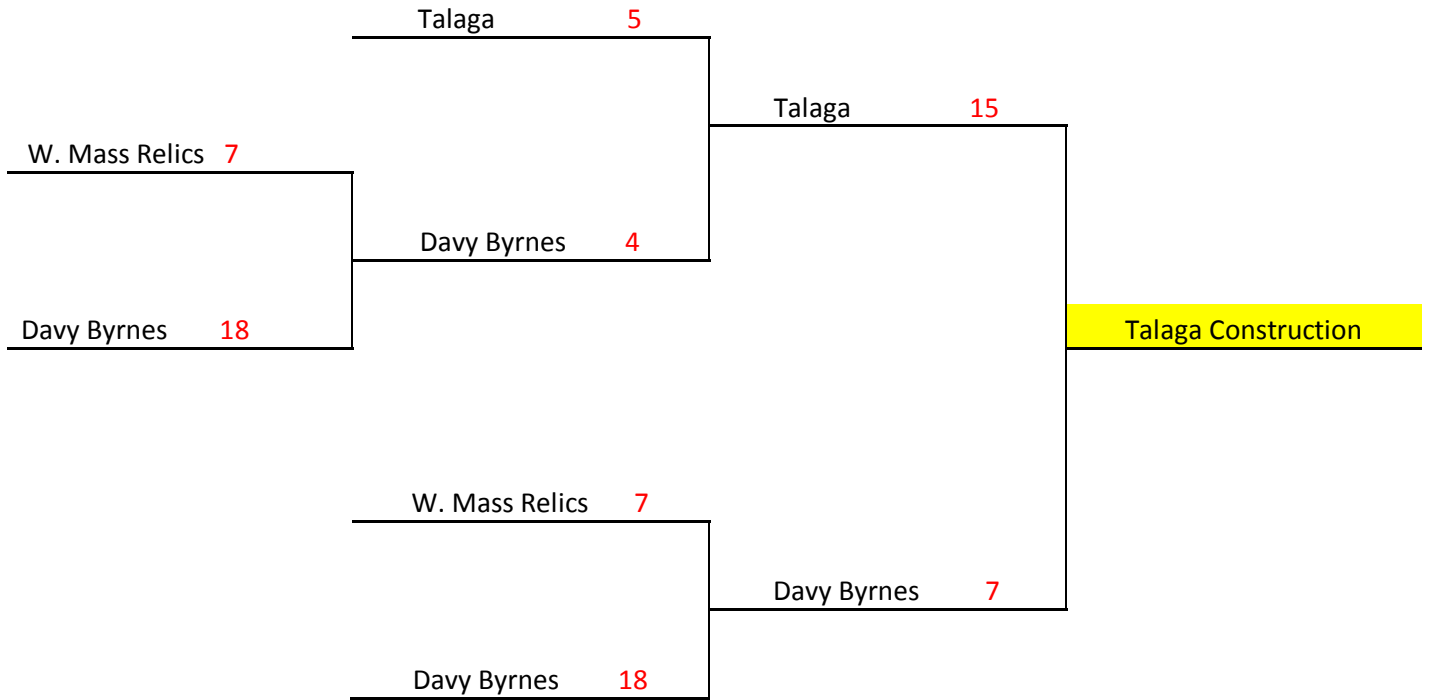 Talaga 5
Talaga 15
W. Mass Relics 7
Davy Byrnes 4
Davy Byrnes 18
Talaga Construction
W. Mass Relics 7
Davy Byrnes 7
Davy Byrnes 18